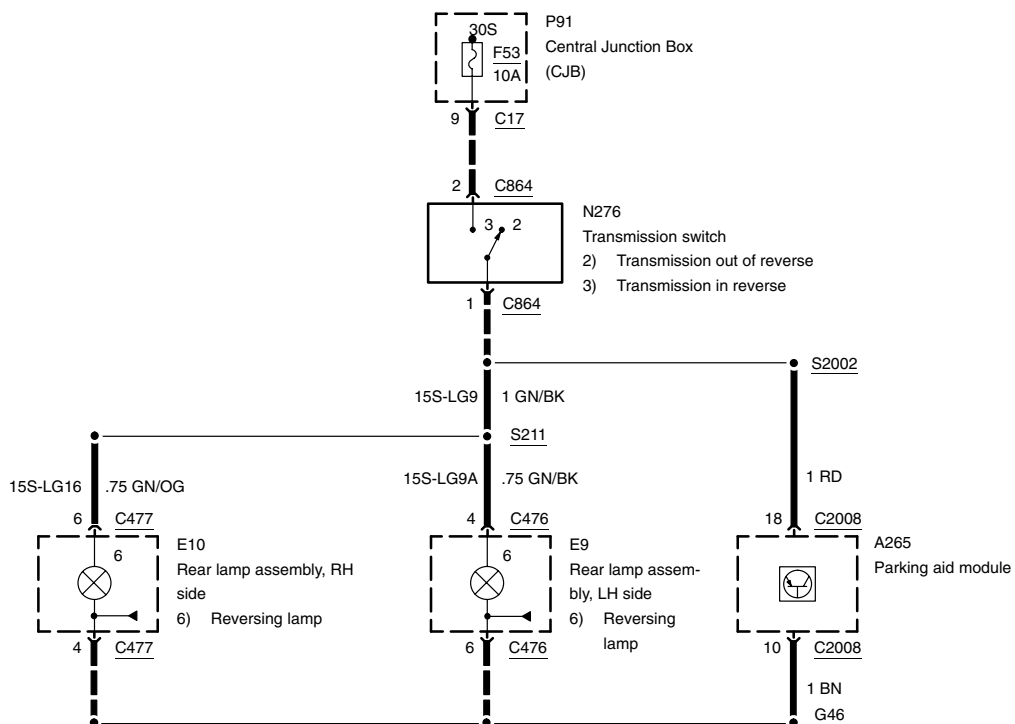 30S
F53
10A
P91
Central Junction Box
(CJB)
9 C17
2 C864
3 2
N276
Transmission switch
2) Transmission out of reverse
3) Transmission in reverse
1 C864
S2002
15S-LG9 1 GN/BK
S211
15S-LG16 .75 GN/OG
15S-LG9A .75 GN/BK
1 RD
6 C477
4 C476
18 C2008
6
E10
Rear lamp assembly, RH
side
6) Reversing lamp
6
E9
Rear lamp assem-
bly, LH side
6) Reversing
lamp
A265
Parking aid module
4 C477
6 C476
10 C2008
1 BN
G46